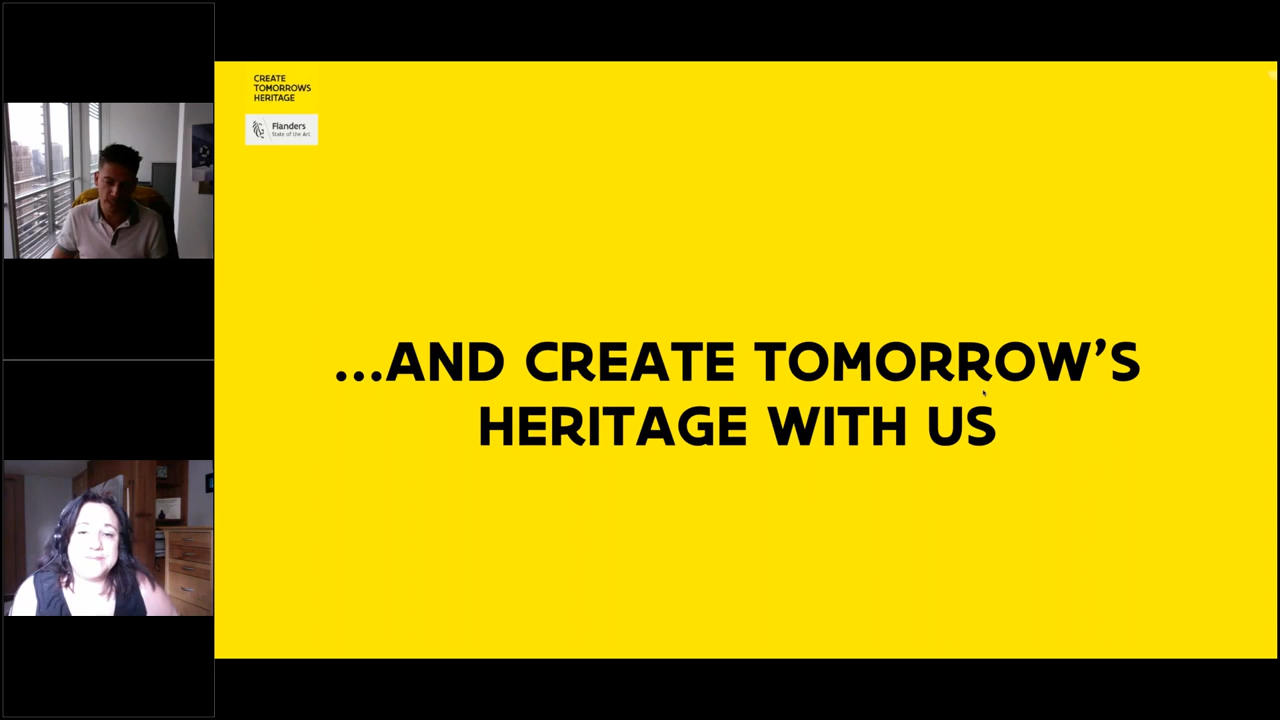 CREATE
TOMORROWS
HERITAGE
Flanders
State of the Art
...AND CREATE TOMORROW'S
HERITAGE WITH US